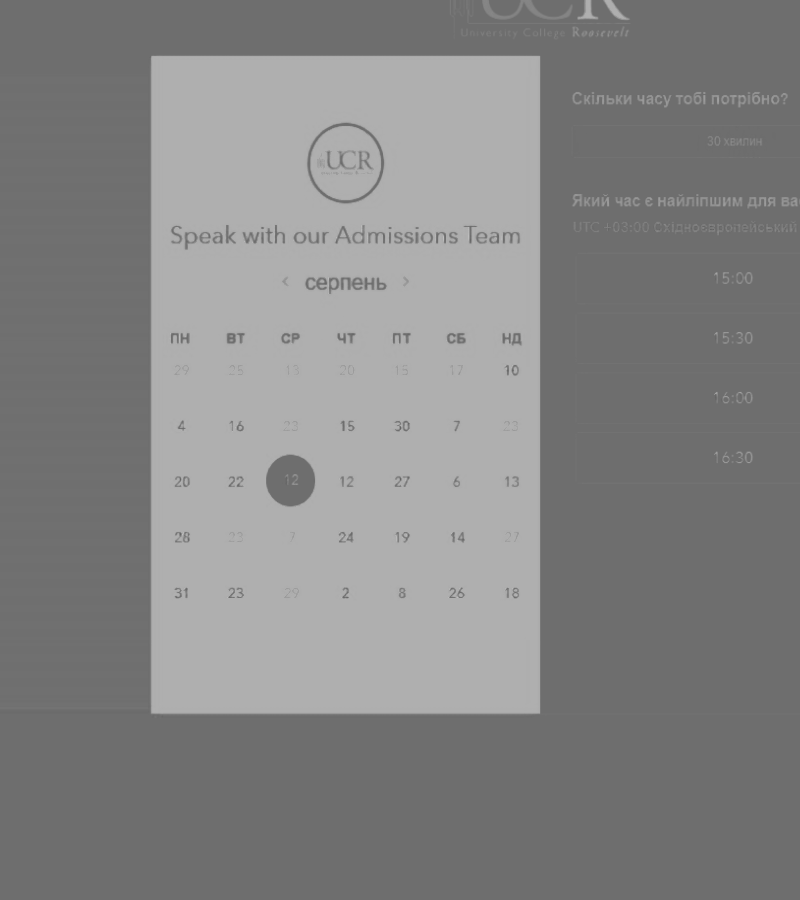 UCR
University College Roosevelt
UCR
Speak with our Admissions Team
‹ серпень ›
ПН ВТ СР ЧТ ПТ СБ НД
29 25 13 20 15 17 10
4 16 23 15 30 7 23
20 22 12 12 27 6 13
28 23 7 24 19 14 27
31 23 29 2 8 26 18
Скільки часу тобі потрібно?
30 хвилин
Який час є найліпшим для ва
UTC +03:00 Східноєвропейський
15:00
15:30
16:00
16:30